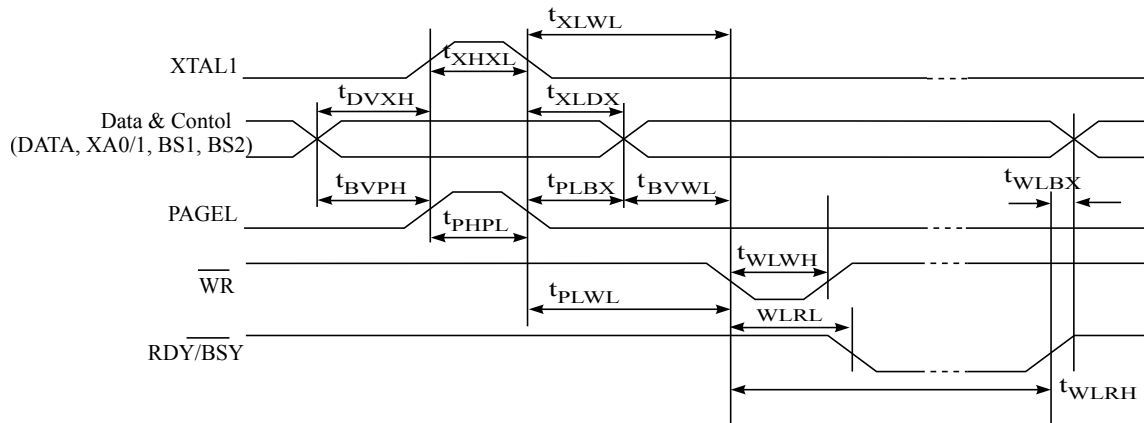 tXLWL
XTAL1
tXHXL
tDVXH
tXLDX
Data & Contol
(DATA, XA0/1, BS1, BS2)
tBVPH
tPLBX
tBVWL
tWLBX
PAGEL
tPHPL
WR
tWLWH
tPLWL
WLRL
RDY/BSY
tWLRH